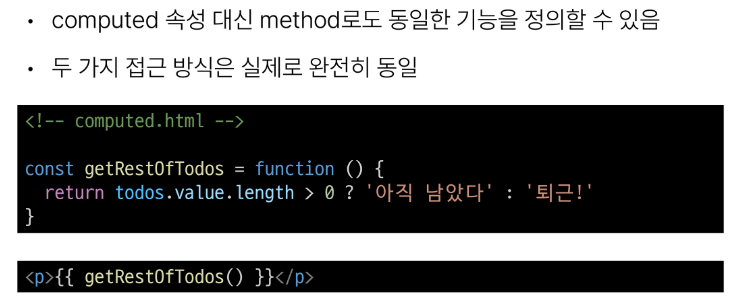 • computed 속성 대신 method로도 동일한 기능을 정의할 수 있음
• 두 가지 접근 방식은 실제로 완전히 동일
<!-- computed.html -->
const getRestOfTodos = function () {
  return todos.value.length > 0 ? '아직 남았다' : '퇴근!'
}
<p>{{ getRestOfTodos() }}</p>